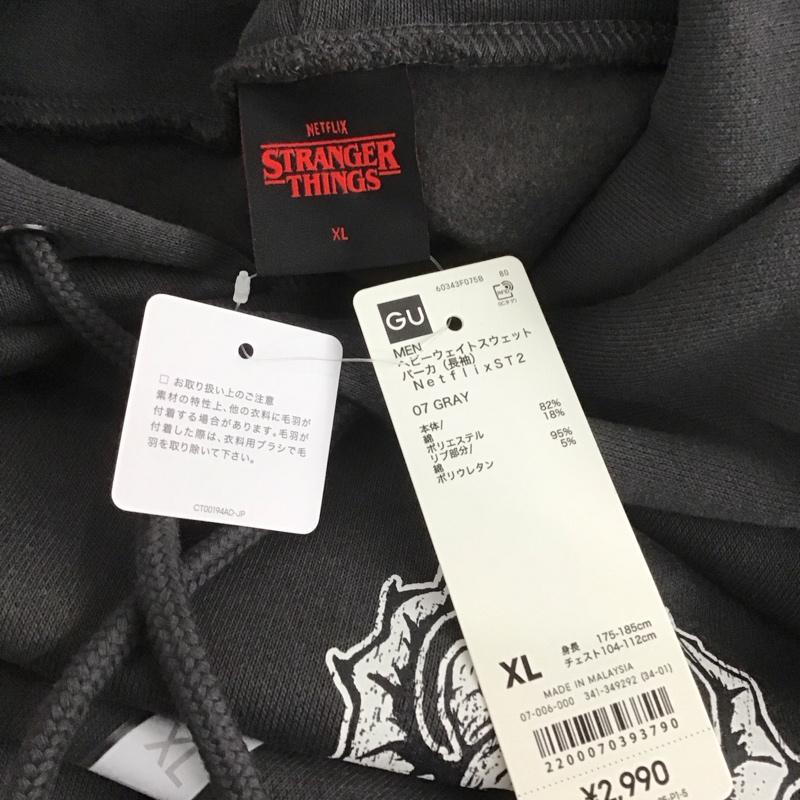 NETFLIX
STRANGER
THINGS
XL
□ お取り扱い上のご注意
素材の特性上、他の衣料に毛羽が
付着する場合があります。毛羽が
付着した際は、衣料用ブラシで毛
羽を取り除いて下さい。
CT00194AD-JP
60343F075B 80
GU
MEN
ヘビーウェイトスウェット
パーカ（長袖）
NetflixST2
07 GRAY
本体/
綿 82%
ポリエステル 18%
リブ部分/
綿 95%
ポリウレタン 5%
XL
身長 175-185cm
チェスト104-112cm
MADE IN MALAYSIA
07-006-000 341-349292 (34-01)
2200070393790
¥2,990
XL